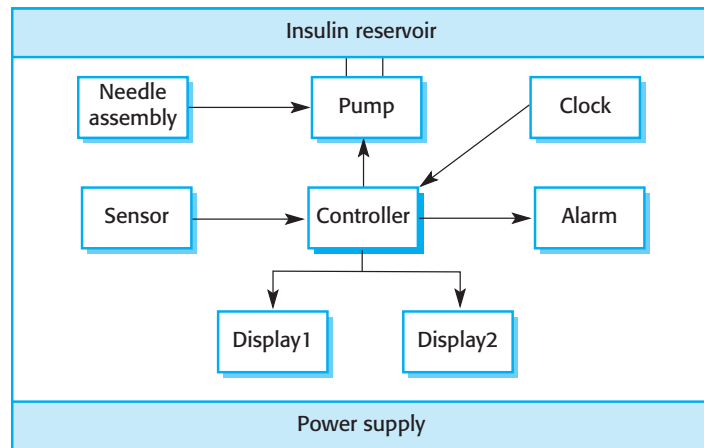 Insulin reservoir
Needle
assembly
Pump
Clock
Sensor
Controller
Alarm
Display1
Display2
Power supply